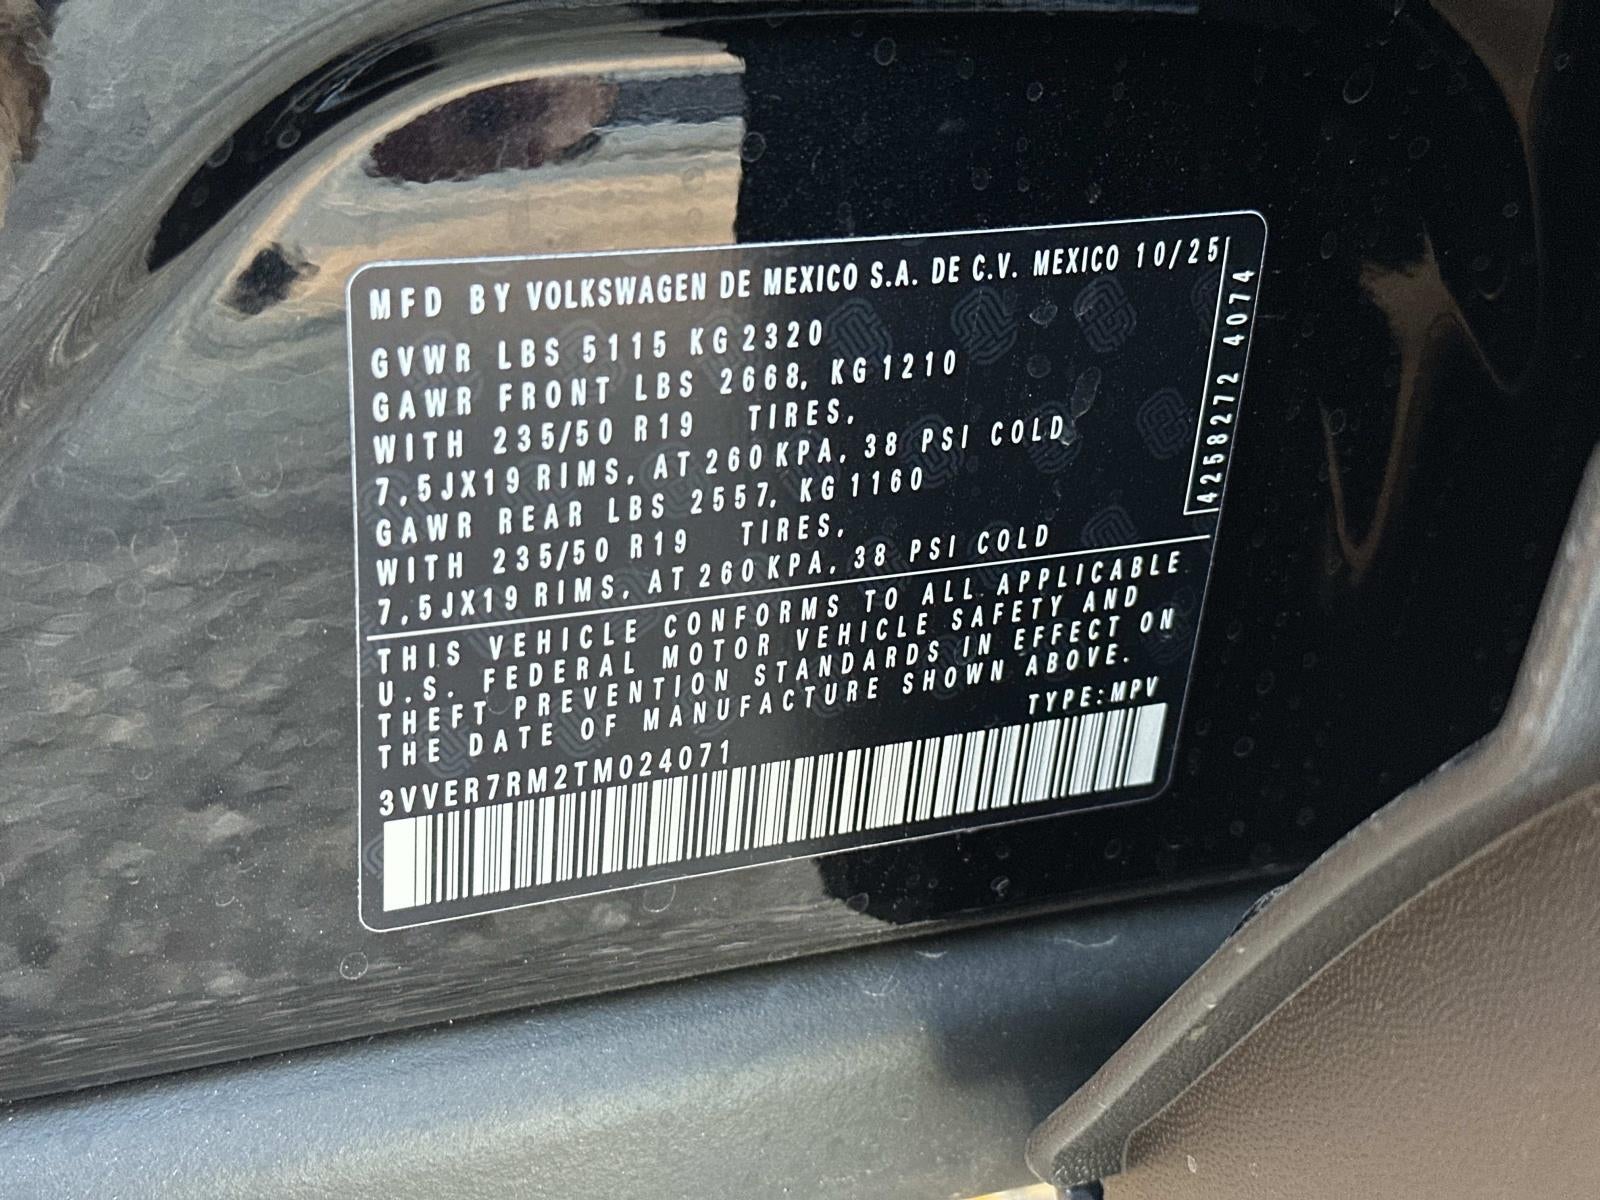 MFD BY VOLKSWAGEN DE MEXICO S.A. DE C.V. MEXICO 10/25
GVWR LBS 5115 KG 2320
GAWR FRONT LBS 2668, KG 1210
WITH 235/50 R19 TIRES,
7,5JX19 RIMS, AT 260 KPA, 38 PSI COLD
GAWR REAR LBS 2557, KG 1160
WITH 235/50 R19 TIRES,
7,5JX19 RIMS, AT 260 KPA, 38 PSI COLD
4258272 4074
THIS VEHICLE CONFORMS TO ALL APPLICABLE
U.S. FEDERAL MOTOR VEHICLE SAFETY AND
THEFT PREVENTION STANDARDS IN EFFECT ON
THE DATE OF MANUFACTURE SHOWN ABOVE.
TYPE:MPV
3VVER7RM2TM024071